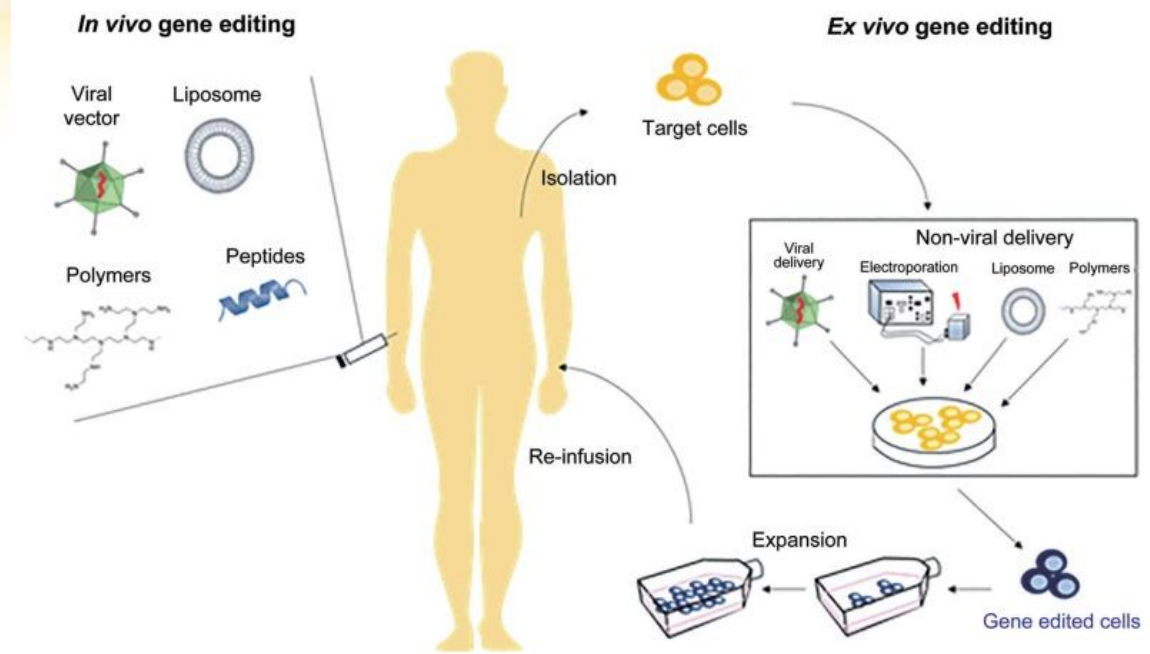 In vivo gene editing
Ex vivo gene editing
Viral
vector
Liposome
Polymers
Peptides
Isolation
Target cells
Non-viral delivery
Viral
delivery
Electroporation
Liposome
Polymers
Re-infusion
Expansion
Gene edited cells